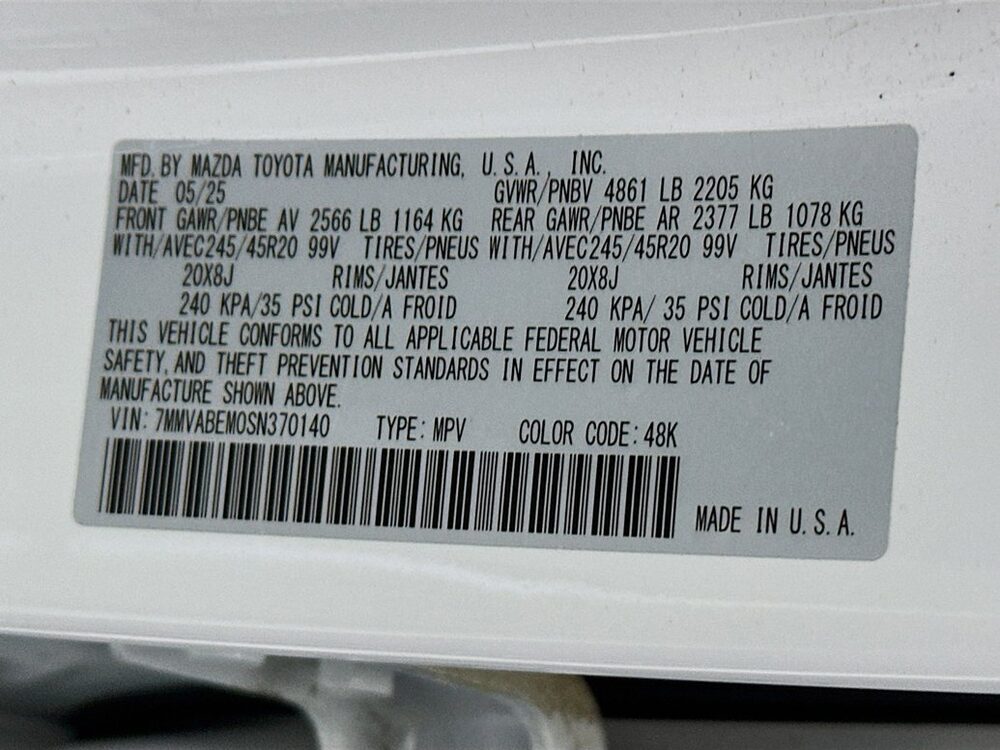 MFD. BY MAZDA TOYOTA MANUFACTURING, U.S.A., INC.
DATE 05/25 GVWR/PNBV 4861 LB 2205 KG
FRONT GAWR/PNBE AV 2566 LB 1164 KG REAR GAWR/PNBE AR 2377 LB 1078 KG
WITH/AVEC245/45R20 99V TIRES/PNEUS WITH/AVEC245/45R20 99V TIRES/PNEUS
20X8J RIMS/JANTES 20X8J RIMS/JANTES
240 KPA/35 PSI COLD/A FROID 240 KPA/ 35 PSI COLD/A FROID
THIS VEHICLE CONFORMS TO ALL APPLICABLE FEDERAL MOTOR VEHICLE
SAFETY, AND THEFT PREVENTION STANDARDS IN EFFECT ON THE DATE OF
MANUFACTURE SHOWN ABOVE.
VIN: 7MMVABEM0SN370140 TYPE: MPV COLOR CODE: 48K
MADE IN U.S.A.